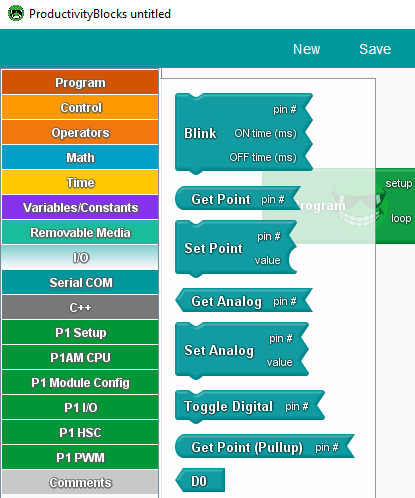 ProductivityBlocks untitled
New Save
Program
Control
Operators
Math
Time
Variables/Constants
Removable Media
I/O
Serial COM
C++
P1 Setup
P1AM CPU
P1 Module Config
P1 I/O
P1 HSC
P1 PWM
Comments
Blink
pin #
ON time (ms)
OFF time (ms)
Get Point pin #
Set Point
pin #
value
Get Analog pin #
Set Analog
pin #
value
Toggle Digital pin #
Get Point (Pullup) pin #
D0
Program
setup
loop